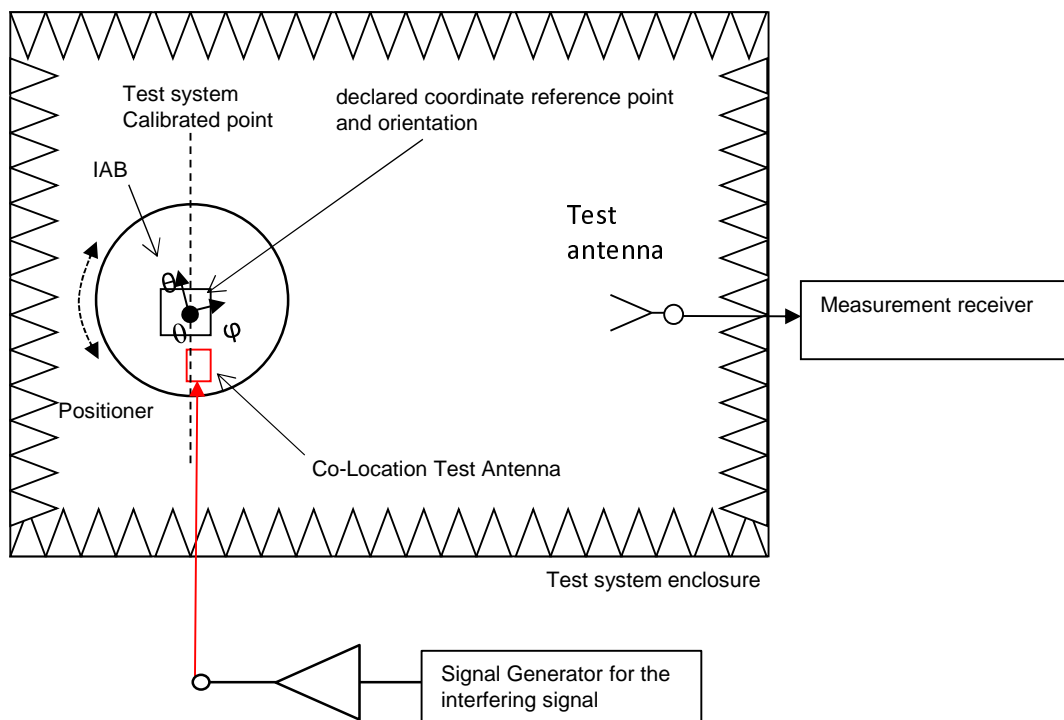 Test system
Calibrated point
declared coordinate reference point
and orientation
IAB
Test
antenna
θ
θ
φ
Measurement receiver
Positioner
Co-Location Test Antenna
Test system enclosure
Signal Generator for the
interfering signal